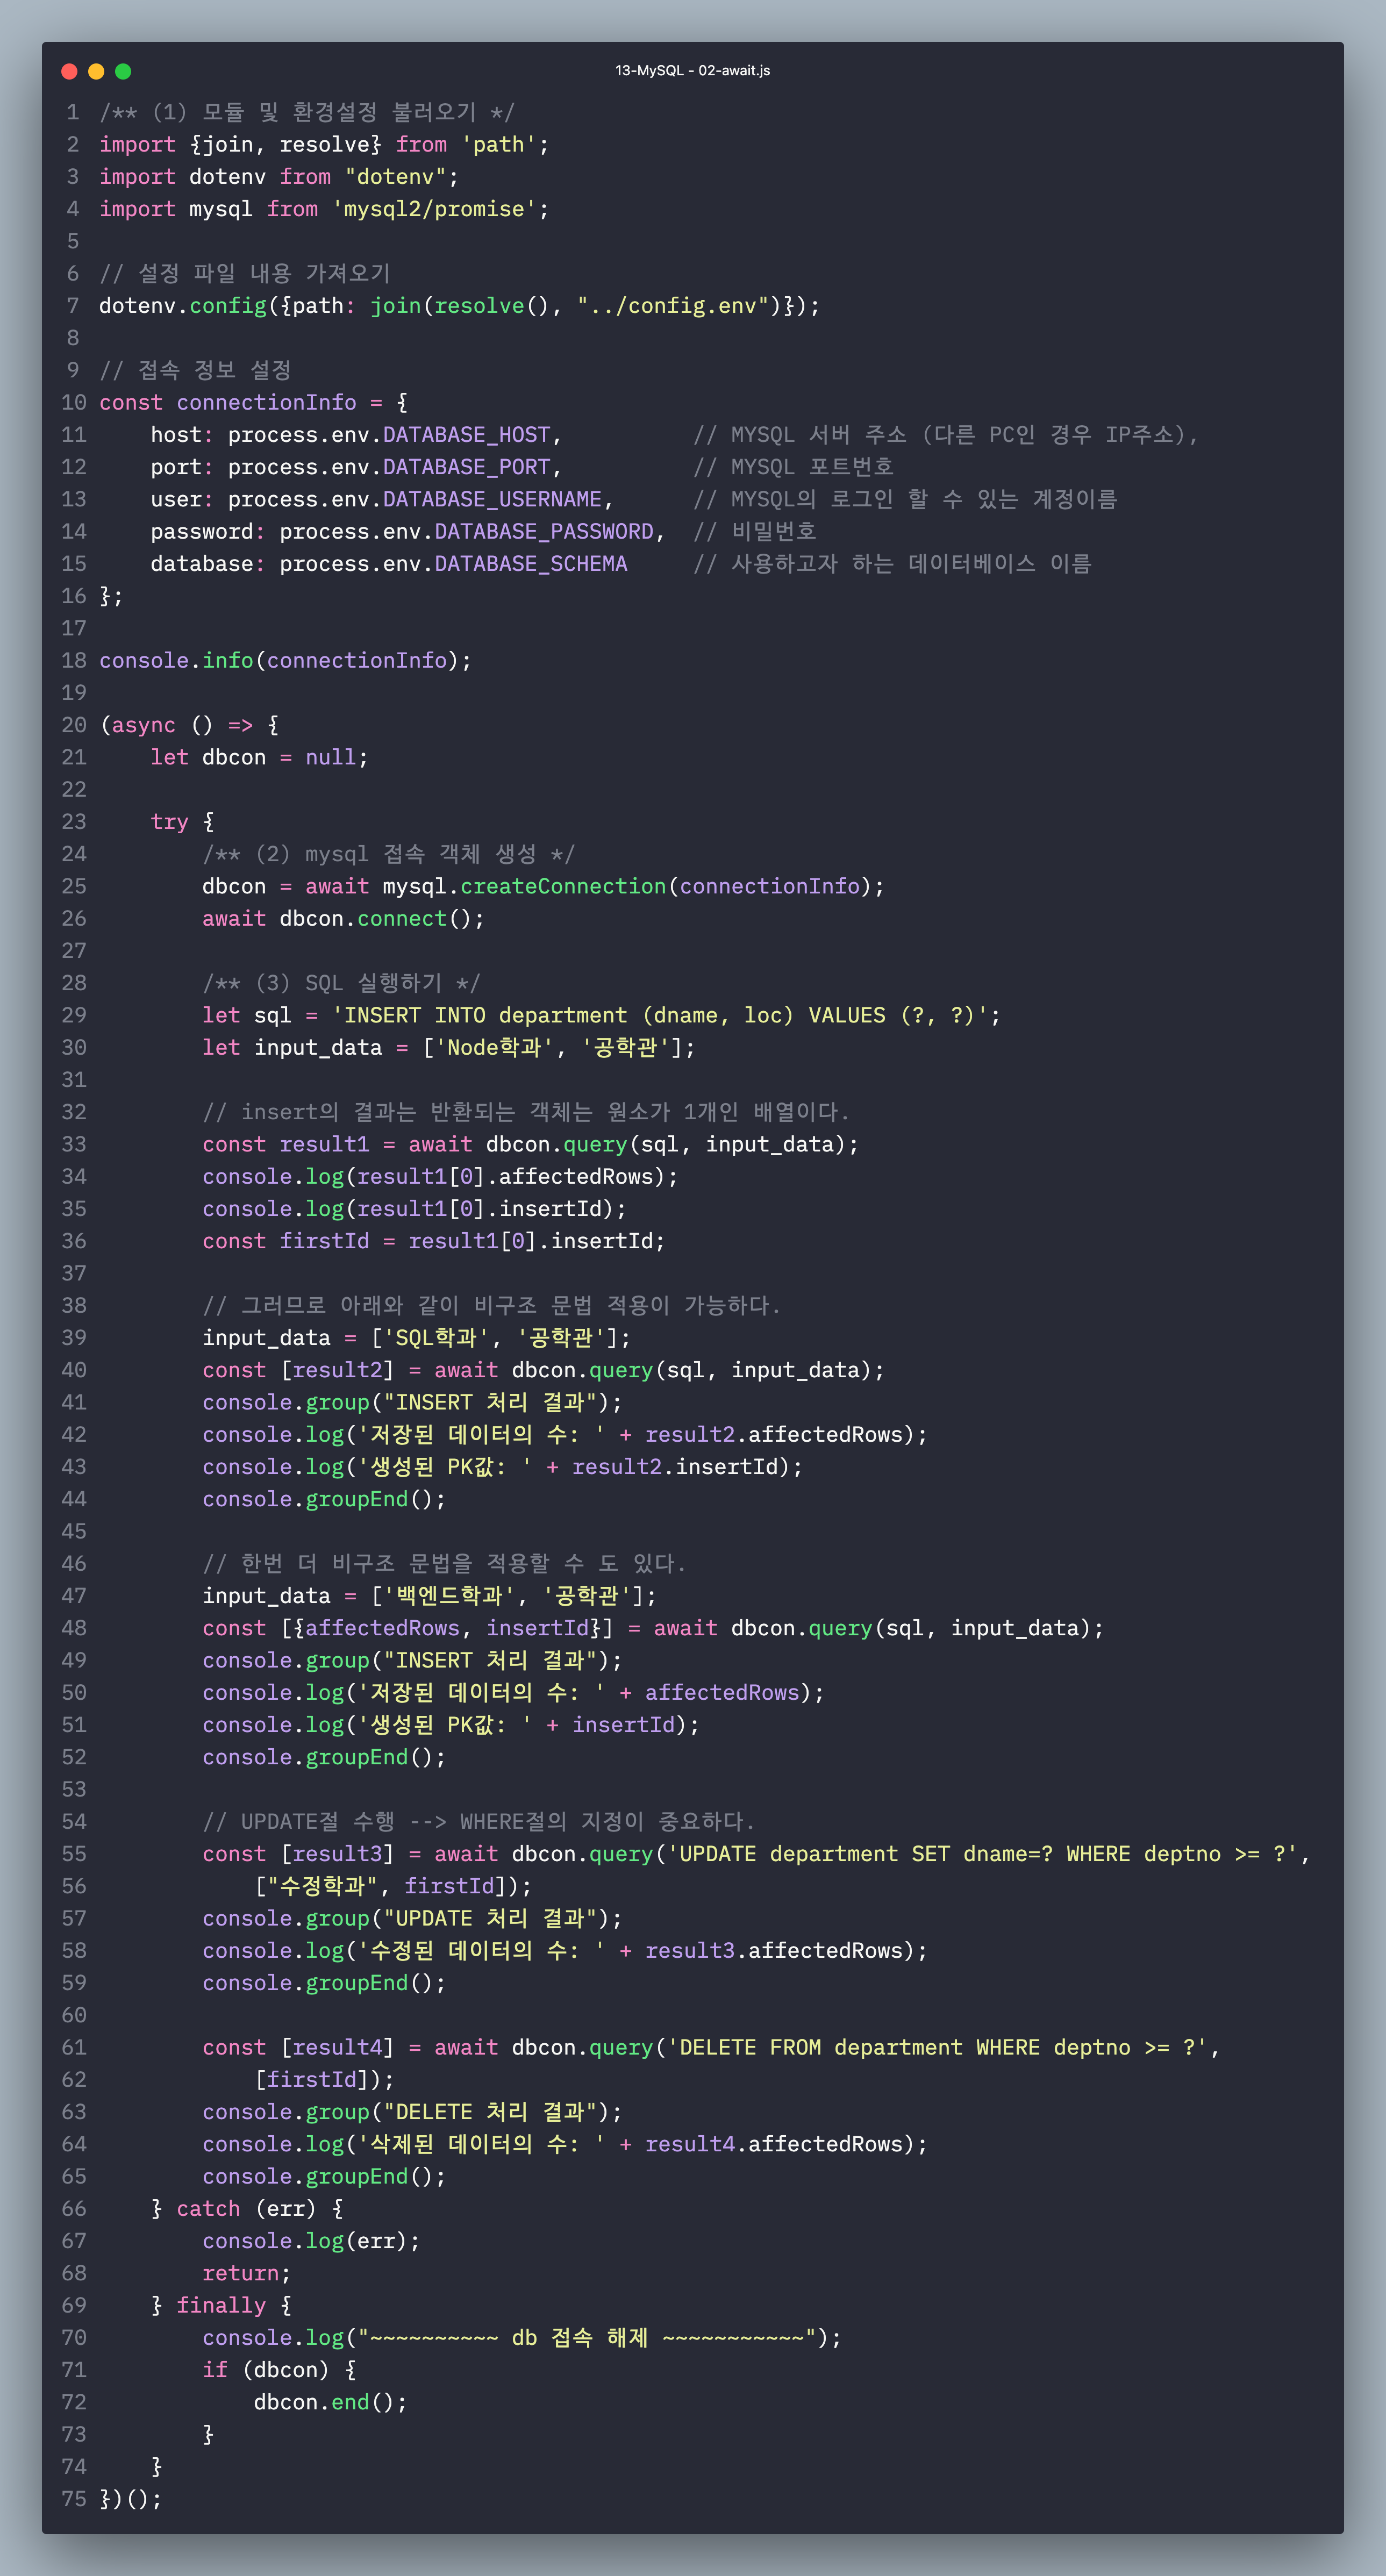 13-MySQL - 02-await.js
1 /** (1) 모듈 및 환경설정 불러오기 */
2 import {join, resolve} from 'path';
3 import dotenv from "dotenv";
4 import mysql from 'mysql2/promise';
5
6 // 설정 파일 내용 가져오기
7 dotenv.config({path: join(resolve(), "../config.env")});
8
9 // 접속 정보 설정
10 const connectionInfo = {
11     host: process.env.DATABASE_HOST,          // MYSQL 서버 주소 (다른 PC인 경우 IP주소),
12     port: process.env.DATABASE_PORT,          // MYSQL 포트번호
13     user: process.env.DATABASE_USERNAME,      // MYSQL의 로그인 할 수 있는 계정이름
14     password: process.env.DATABASE_PASSWORD,  // 비밀번호
15     database: process.env.DATABASE_SCHEMA     // 사용하고자 하는 데이터베이스 이름
16 };
17
18 console.info(connectionInfo);
19
20 (async () => {
21     let dbcon = null;
22
23     try {
24         /** (2) mysql 접속 객체 생성 */
25         dbcon = await mysql.createConnection(connectionInfo);
26         await dbcon.connect();
27
28         /** (3) SQL 실행하기 */
29         let sql = 'INSERT INTO department (dname, loc) VALUES (?, ?)';
30         let input_data = ['Node학과', '공학관'];
31
32         // insert의 결과는 반환되는 객체는 원소가 1개인 배열이다.
33         const result1 = await dbcon.query(sql, input_data);
34         console.log(result1[0].affectedRows);
35         console.log(result1[0].insertId);
36         const firstId = result1[0].insertId;
37
38         // 그러므로 아래와 같이 비구조 문법 적용이 가능하다.
39         input_data = ['SQL학과', '공학관'];
40         const [result2] = await dbcon.query(sql, input_data);
41         console.group("INSERT 처리 결과");
42         console.log('저장된 데이터의 수: ' + result2.affectedRows);
43         console.log('생성된 PK값: ' + result2.insertId);
44         console.groupEnd();
45
46         // 한번 더 비구조 문법을 적용할 수 도 있다.
47         input_data = ['백엔드학과', '공학관'];
48         const [{affectedRows, insertId}] = await dbcon.query(sql, input_data);
49         console.group("INSERT 처리 결과");
50         console.log('저장된 데이터의 수: ' + affectedRows);
51         console.log('생성된 PK값: ' + insertId);
52         console.groupEnd();
53
54         // UPDATE절 수행 --> WHERE절의 지정이 중요하다.
55         const [result3] = await dbcon.query('UPDATE department SET dname=? WHERE deptno >= ?',
56             ["수정학과", firstId]);
57         console.group("UPDATE 처리 결과");
58         console.log('수정된 데이터의 수: ' + result3.affectedRows);
59         console.groupEnd();
60
61         const [result4] = await dbcon.query('DELETE FROM department WHERE deptno >= ?',
62             [firstId]);
63         console.group("DELETE 처리 결과");
64         console.log('삭제된 데이터의 수: ' + result4.affectedRows);
65         console.groupEnd();
66     } catch (err) {
67         console.log(err);
68         return;
69     } finally {
70         console.log("~~~~~~~~~~ db 접속 해제 ~~~~~~~~~~~");
71         if (dbcon) {
72             dbcon.end();
73         }
74     }
75 })();